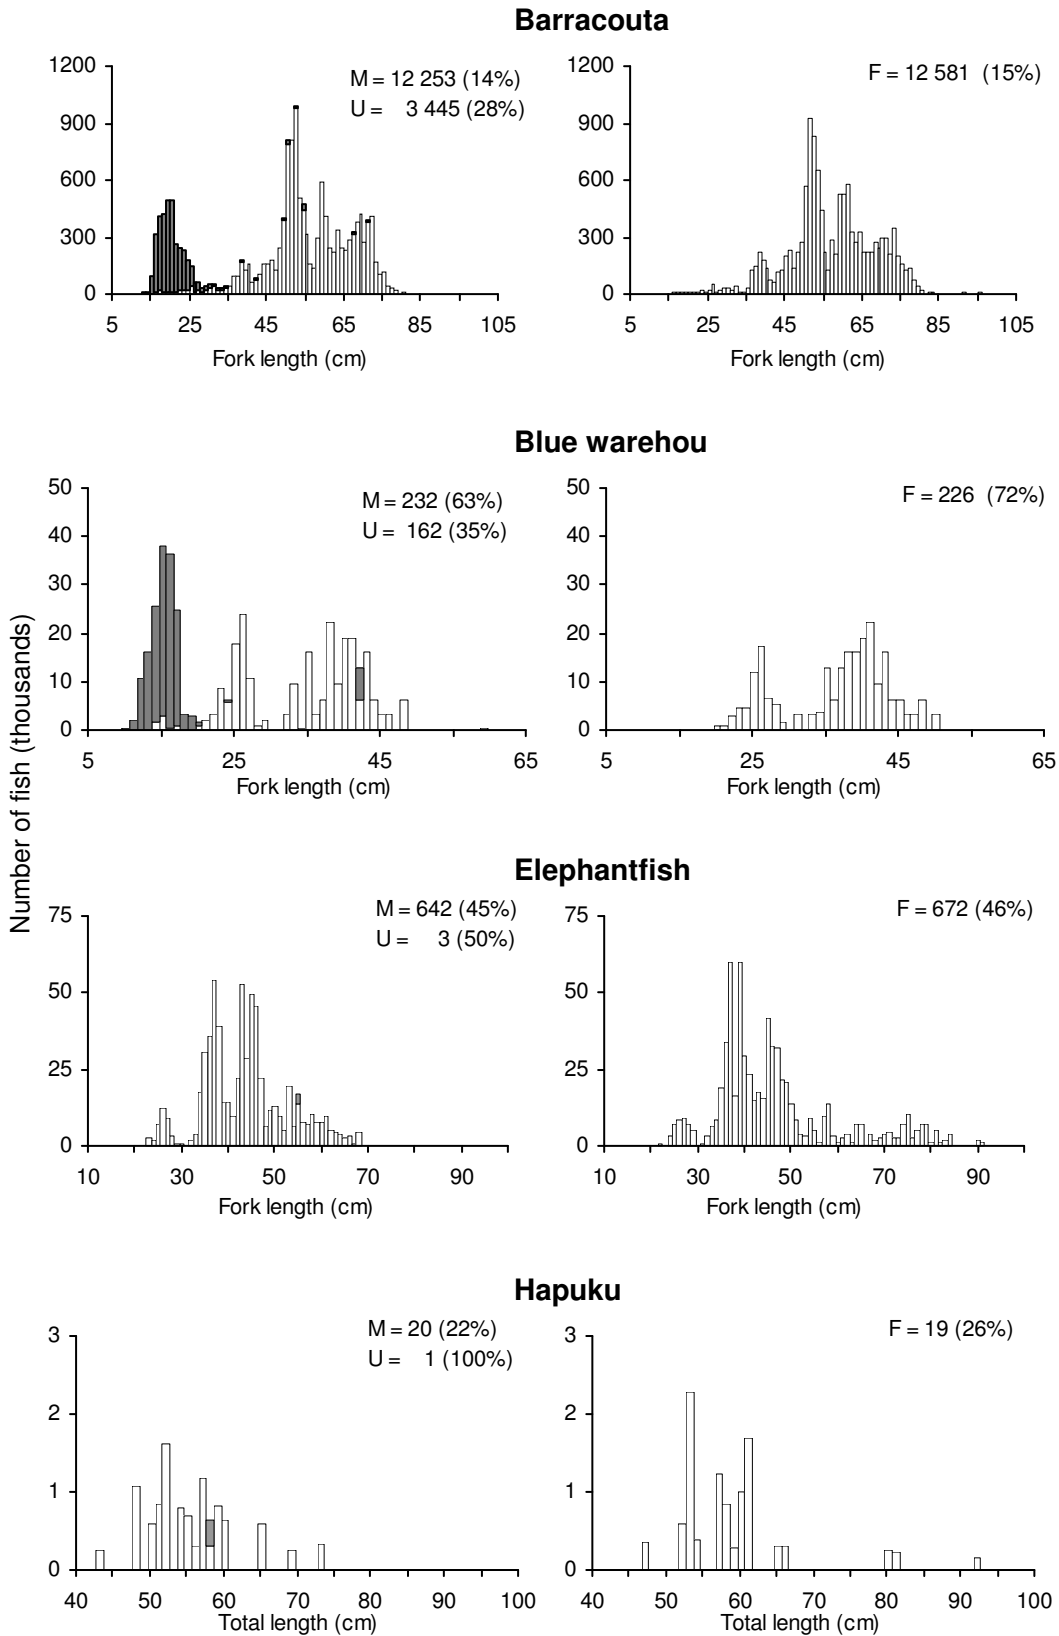 Barracouta
1200
900
600
300
0
M = 12 253 (14%)
U = 3 445 (28%)
5 25 45 65 85 105
Fork length (cm)
1200
900
600
300
0
F = 12 581 (15%)
5 25 45 65 85 105
Fork length (cm)
Number of fish (thousands)
Blue warehou
50
40
30
20
10
0
M = 232 (63%)
U = 162 (35%)
5 25 45 65
Fork length (cm)
50
40
30
20
10
0
F = 226 (72%)
5 25 45 65
Fork length (cm)
Elephantfish
75
50
25
0
M = 642 (45%)
U = 3 (50%)
10 30 50 70 90
Fork length (cm)
75
50
25
0
F = 672 (46%)
10 30 50 70 90
Fork length (cm)
Hapuku
3
2
1
0
M = 20 (22%)
U = 1 (100%)
40 50 60 70 80 90 100
Total length (cm)
3
2
1
0
F = 19 (26%)
40 50 60 70 80 90 100
Total length (cm)